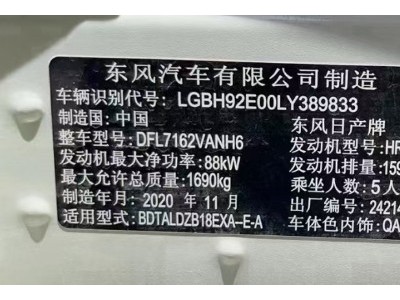 东风汽车有限公司制造
车辆识别代号: LGBH92E00LY389833
制造国: 中国 东风日产牌
整车型号: DFL7162VANH6 发动机型号: HR
发动机最大净功率: 88kW 发动机排量: 159
最大允许总质量: 1690kg 乘坐人数: 5人
制造年月: 2020 年 11 月 出厂编号: 24214
适用型式: BDTALDZB18EXA-E-A 车体色内饰: QA